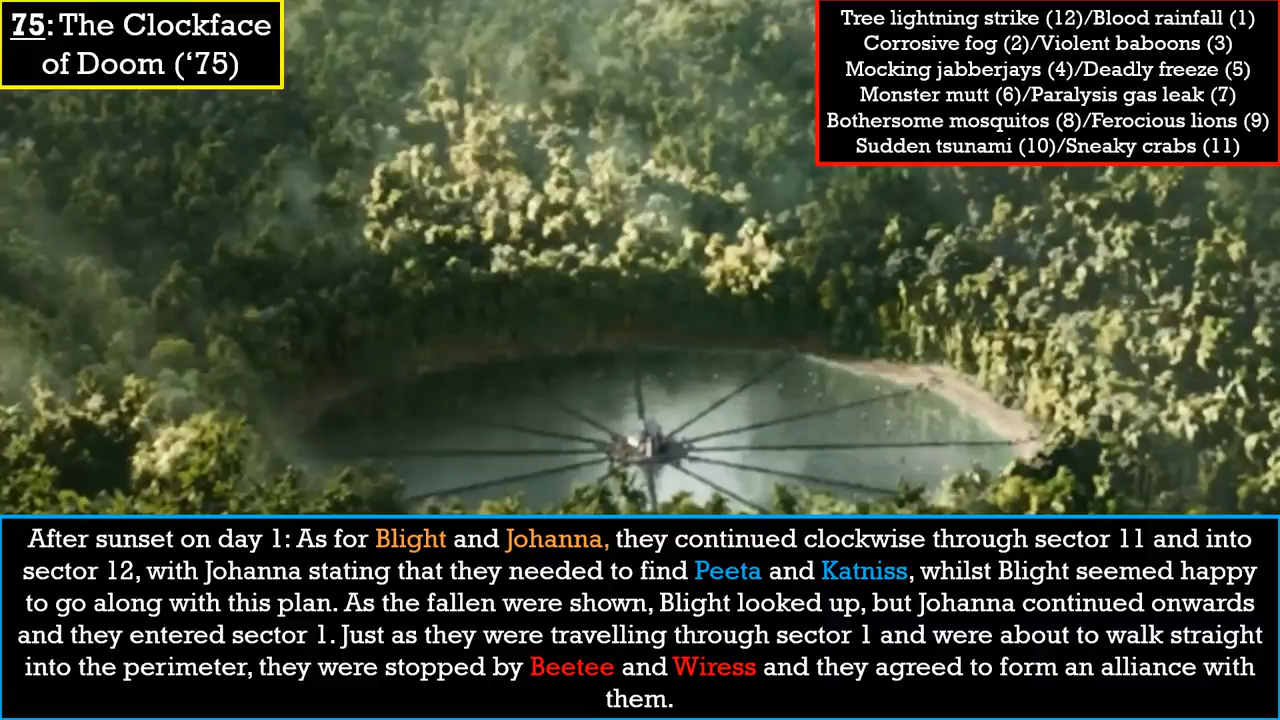 75: The Clockface
of Doom (‘75)
Tree lightning strike (12)/Blood rainfall (1)
Corrosive fog (2)/Violent baboons (3)
Mocking jabberjays (4)/Deadly freeze (5)
Monster mutt (6)/Paralysis gas leak (7)
Bothersome mosquitos (8)/Ferocious lions (9)
Sudden tsunami (10)/Sneaky crabs (11)
After sunset on day 1: As for Blight and Johanna, they continued clockwise through sector 11 and into
sector 12, with Johanna stating that they needed to find Peeta and Katniss, whilst Blight seemed happy
to go along with this plan. As the fallen were shown, Blight looked up, but Johanna continued onwards
and they entered sector 1. Just as they were travelling through sector 1 and were about to walk straight
into the perimeter, they were stopped by Beetee and Wiress and they agreed to form an alliance with
them.